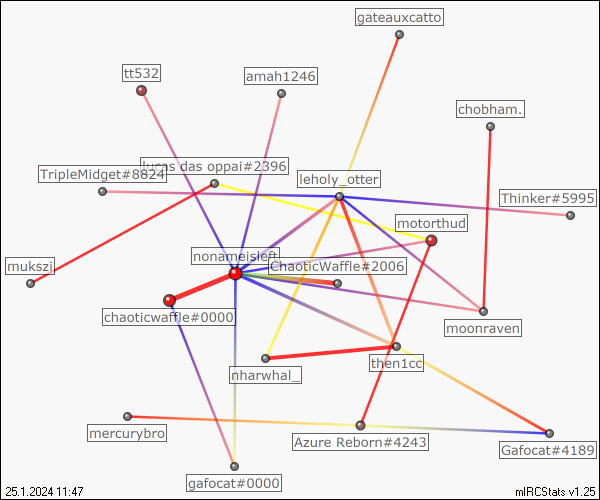 gateauxcatto
tt532
amah1246
chobham.
lucas das oppai#2396
TripleMidget#8824
leholy_otter
Thinker#5995
motorthud
nonameisleft
mukszi
ChaoticWaffle#2006
chaoticwaffle#0000
moonraven
then1cc
nharwhal_
mercurybro
Azure Reborn#4243
Gafocat#4189
gafocat#0000
25.1.2024 11:47
mIRCStats v1.25